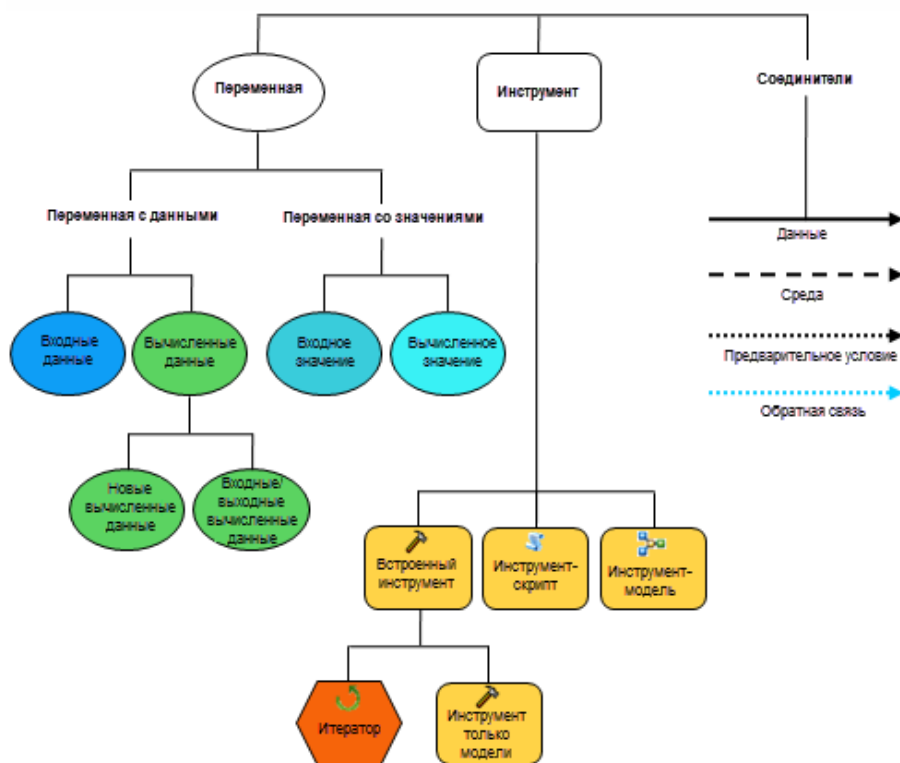 Переменная
Инструмент
Соединители
Переменная с данными
Переменная со значениями
Данные
Среда
Входные
данные
Вычисленные
данные
Входное
значение
Вычисленное
значение
Предварительное условие
Обратная связь
Новые
вычисленные
данные
Входные/
выходные
вычисленные
данные
Встроенный
инструмент
Инструмент-
скрипт
Инструмент-
модель
Итератор
Инструмент
только
модели